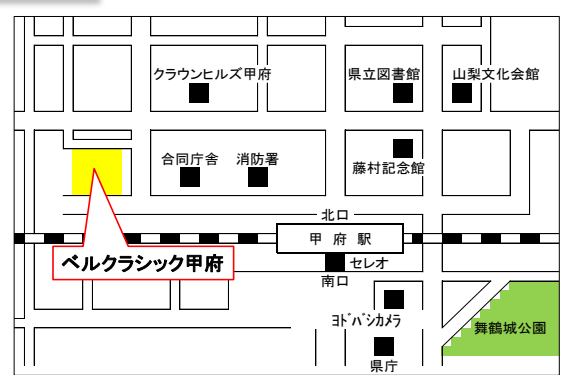 クラウンヒルズ甲府
県立図書館
山梨文化会館
合同庁舎
消防署
藤村記念館
北口
甲府駅
ベルクラシック甲府
セレオ
南口
ﾖﾄﾞﾊﾞｼカメラ
舞鶴城公園
県庁